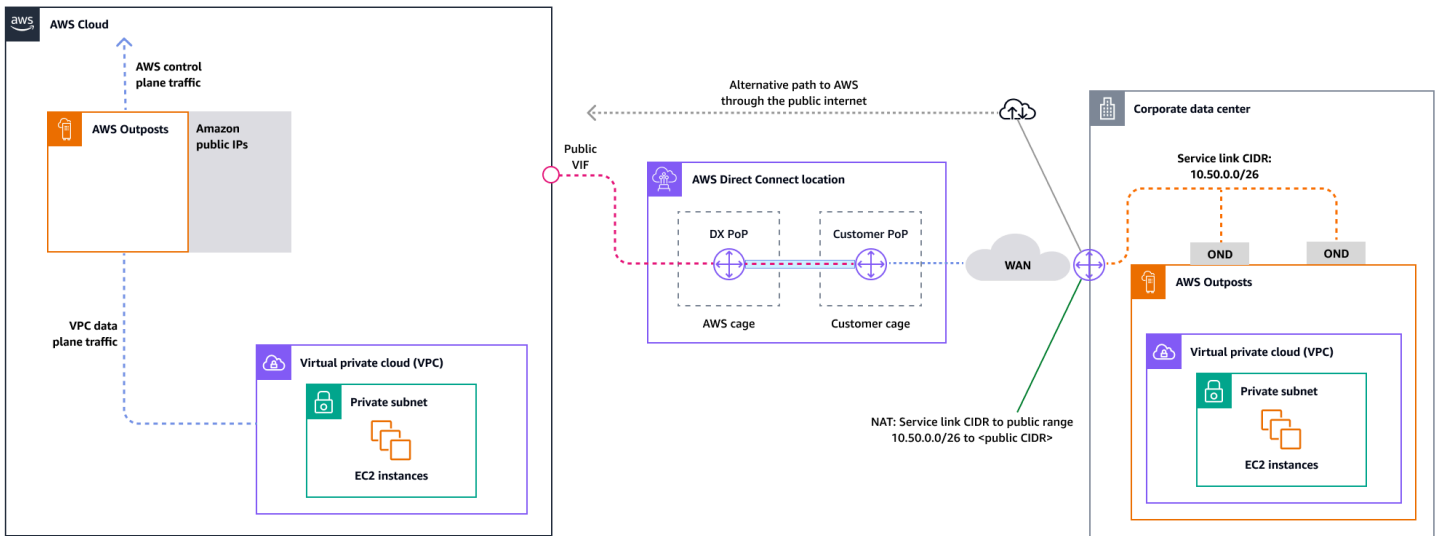 aws
AWS Cloud
AWS control
plane traffic
AWS Outposts
Amazon
public IPs
VPC data
plane traffic
Virtual private cloud (VPC)
Private subnet
EC2 instances
Public
VIF
Alternative path to AWS
through the public internet
AWS Direct Connect location
DX PoP
Customer PoP
AWS cage
Customer cage
WAN
NAT: Service link CIDR to public range
10.50.0.0/26 to <public CIDR>
Corporate data center
Service link CIDR:
10.50.0.0/26
OND
OND
AWS Outposts
Virtual private cloud (VPC)
Private subnet
EC2 instances